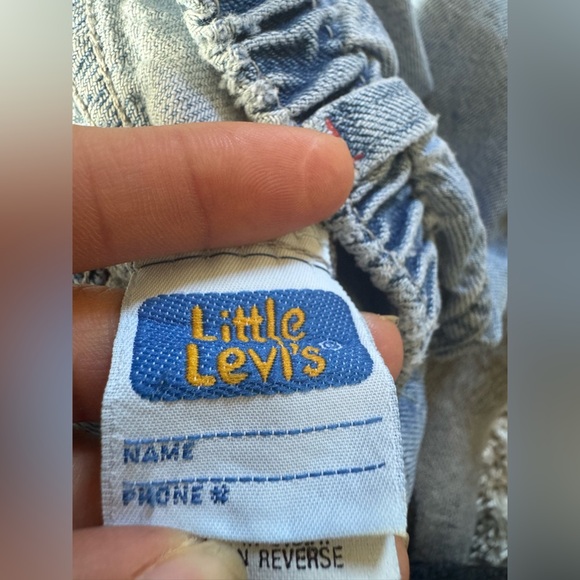 Little
Levi's®
NAME
PHONE #
N REVERSE